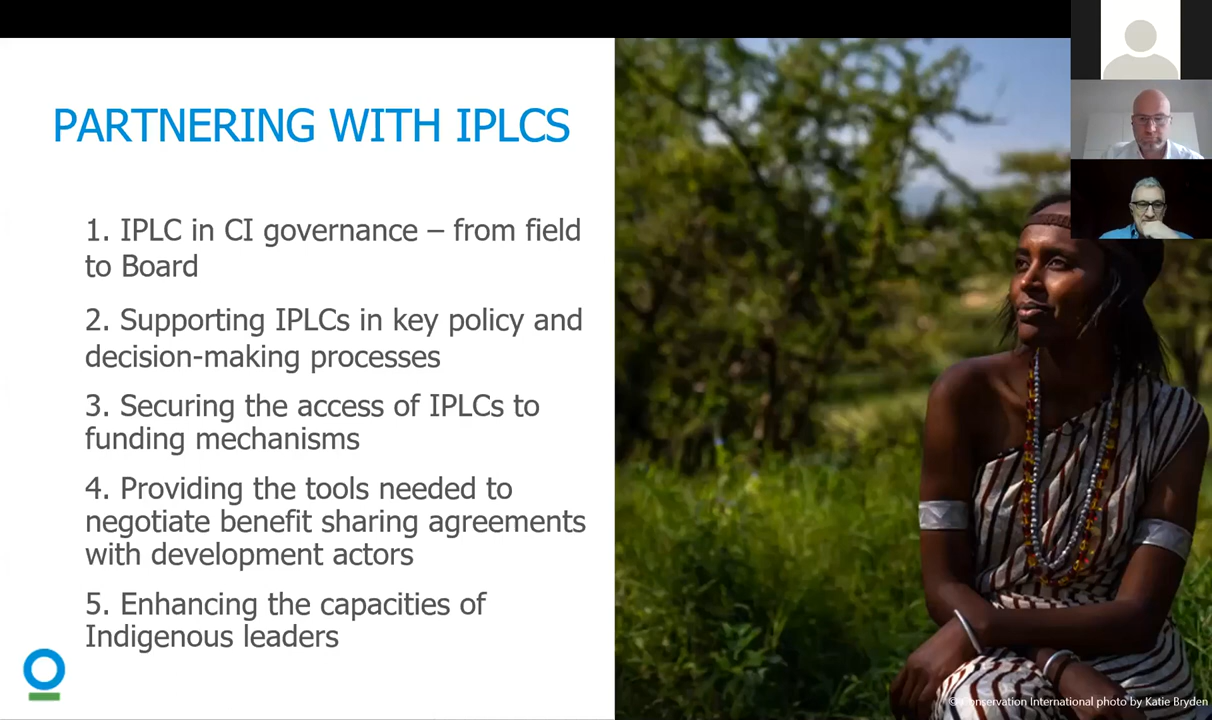 PARTNERING WITH IPLCS
1. IPLC in CI governance – from field
to Board
2. Supporting IPLCs in key policy and
decision-making processes
3. Securing the access of IPLCs to
funding mechanisms
4. Providing the tools needed to
negotiate benefit sharing agreements
with development actors
5. Enhancing the capacities of
Indigenous leaders
© Conservation International photo by Katie Bryden